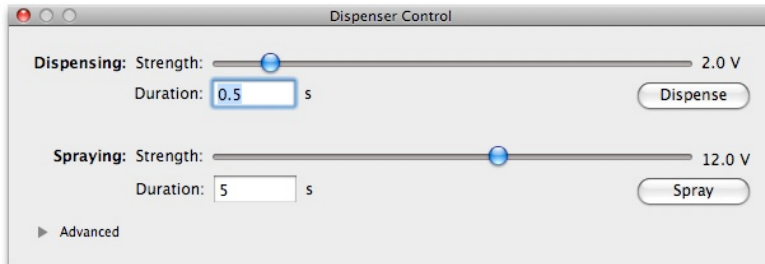 Dispenser Control
Dispensing: Strength: 2.0 V
Duration: 0.5 s Dispense
Spraying: Strength: 12.0 V
Duration: 5 s Spray
Advanced